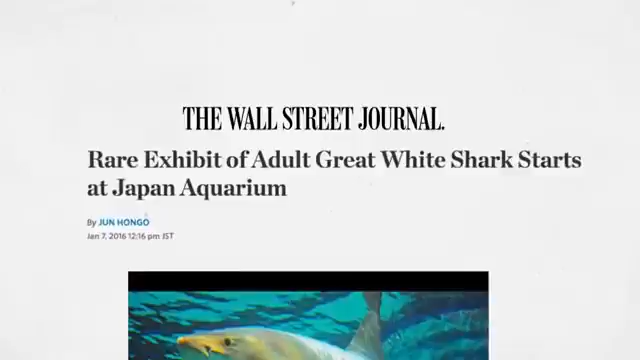 THE WALL STREET JOURNAL.
Rare Exhibit of Adult Great White Shark Starts
at Japan Aquarium
By JUN HONGO
Jan 7, 2016 12:16 pm JST